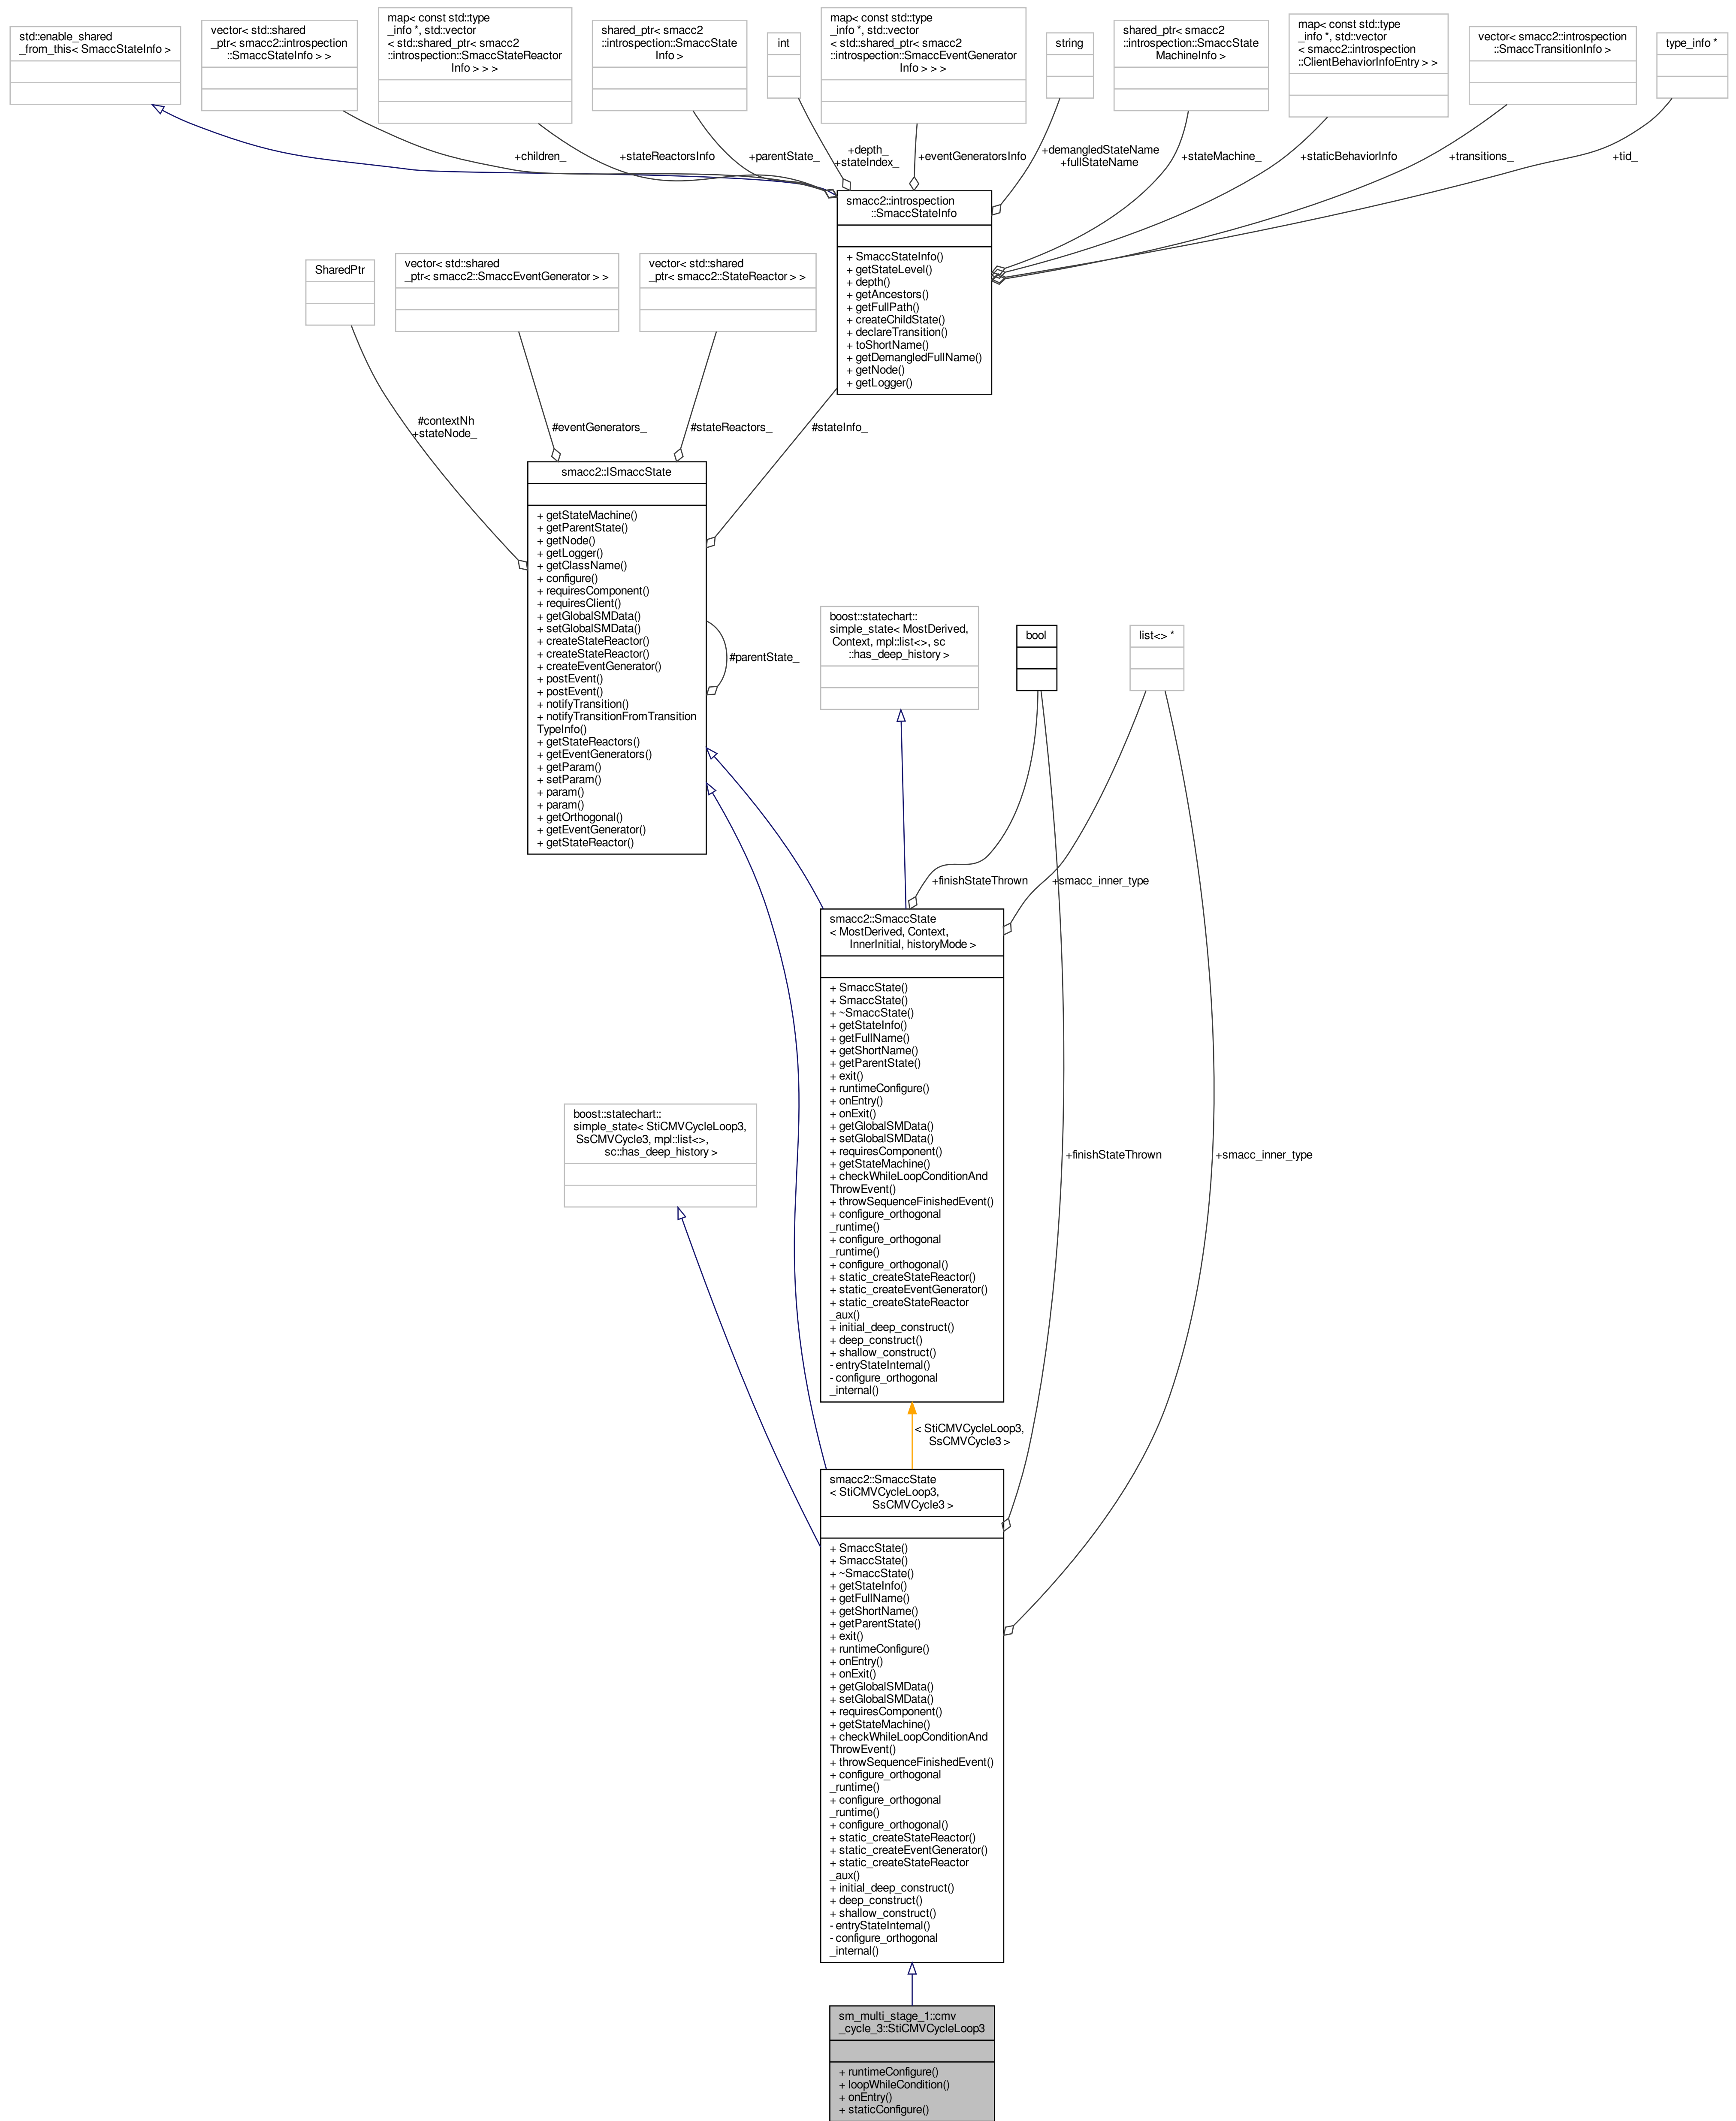 std::enable_shared
_from_this< SmaccStateInfo >
vector< std::shared
_ptr< smacc2::introspection
::SmaccStateInfo > >
map< const std::type
_info *, std::vector
< std::shared_ptr< smacc2
::introspection::SmaccStateReactor
Info > > >
shared_ptr< smacc2
::introspection::SmaccState
Info >
int
map< const std::type
_info *, std::vector
< std::shared_ptr< smacc2
::introspection::SmaccEventGenerator
Info > > >
string
shared_ptr< smacc2
::introspection::SmaccState
MachineInfo >
map< const std::type
_info *, std::vector
< smacc2::introspection
::ClientBehaviorInfoEntry > >
vector< smacc2::introspection
::SmaccTransitionInfo >
type_info *
+children_
+stateReactorsInfo
+parentState_
+depth_
+stateIndex_
+eventGeneratorsInfo
+demangledStateName
+fullStateName
+stateMachine_
+staticBehaviorInfo
+transitions_
+tid_
smacc2::introspection
::SmaccStateInfo
+ SmaccStateInfo()
+ getStateLevel()
+ depth()
+ getAncestors()
+ getFullPath()
+ createChildState()
+ declareTransition()
+ toShortName()
+ getDemangledFullName()
+ getNode()
+ getLogger()
SharedPtr
vector< std::shared
_ptr< smacc2::SmaccEventGenerator > >
vector< std::shared
_ptr< smacc2::StateReactor > >
#contextNh
+stateNode_
#eventGenerators_
#stateReactors_
#stateInfo_
smacc2::ISmaccState
+ getStateMachine()
+ getParentState()
+ getNode()
+ getLogger()
+ getClassName()
+ configure()
+ requiresComponent()
+ requiresClient()
+ getGlobalSMData()
+ setGlobalSMData()
+ createStateReactor()
+ createStateReactor()
+ createEventGenerator()
+ postEvent()
+ postEvent()
+ notifyTransition()
+ notifyTransitionFromTransition
TypeInfo()
+ getStateReactors()
+ getEventGenerators()
+ getParam()
+ setParam()
+ param()
+ param()
+ getOrthogonal()
+ getEventGenerator()
+ getStateReactor()
#parentState_
boost::statechart::
simple_state< MostDerived,
Context, mpl::list<>, sc
::has_deep_history >
bool
list<> *
+finishStateThrown
+smacc_inner_type
smacc2::SmaccState
< MostDerived, Context,
InnerInitial, historyMode >
+ SmaccState()
+ SmaccState()
+ ~SmaccState()
+ getStateInfo()
+ getFullName()
+ getShortName()
+ getParentState()
+ exit()
+ runtimeConfigure()
+ onEntry()
+ onExit()
+ getGlobalSMData()
+ setGlobalSMData()
+ requiresComponent()
+ getStateMachine()
+ checkWhileLoopConditionAnd
ThrowEvent()
+ throwSequenceFinishedEvent()
+ configure_orthogonal
_runtime()
+ configure_orthogonal
_runtime()
+ configure_orthogonal()
+ static_createStateReactor()
+ static_createEventGenerator()
+ static_createStateReactor
_aux()
+ initial_deep_construct()
+ deep_construct()
+ shallow_construct()
- entryStateInternal()
- configure_orthogonal
_internal()
boost::statechart::
simple_state< StiCMVCycleLoop3,
SsCMVCycle3, mpl::list<>,
sc::has_deep_history >
+finishStateThrown
+smacc_inner_type
< StiCMVCycleLoop3,
SsCMVCycle3 >
smacc2::SmaccState
< StiCMVCycleLoop3,
SsCMVCycle3 >
+ SmaccState()
+ SmaccState()
+ ~SmaccState()
+ getStateInfo()
+ getFullName()
+ getShortName()
+ getParentState()
+ exit()
+ runtimeConfigure()
+ onEntry()
+ onExit()
+ getGlobalSMData()
+ setGlobalSMData()
+ requiresComponent()
+ getStateMachine()
+ checkWhileLoopConditionAnd
ThrowEvent()
+ throwSequenceFinishedEvent()
+ configure_orthogonal
_runtime()
+ configure_orthogonal
_runtime()
+ configure_orthogonal()
+ static_createStateReactor()
+ static_createEventGenerator()
+ static_createStateReactor
_aux()
+ initial_deep_construct()
+ deep_construct()
+ shallow_construct()
- entryStateInternal()
- configure_orthogonal
_internal()
sm_multi_stage_1::cmv
_cycle_3::StiCMVCycleLoop3
+ runtimeConfigure()
+ loopWhileCondition()
+ onEntry()
+ staticConfigure()